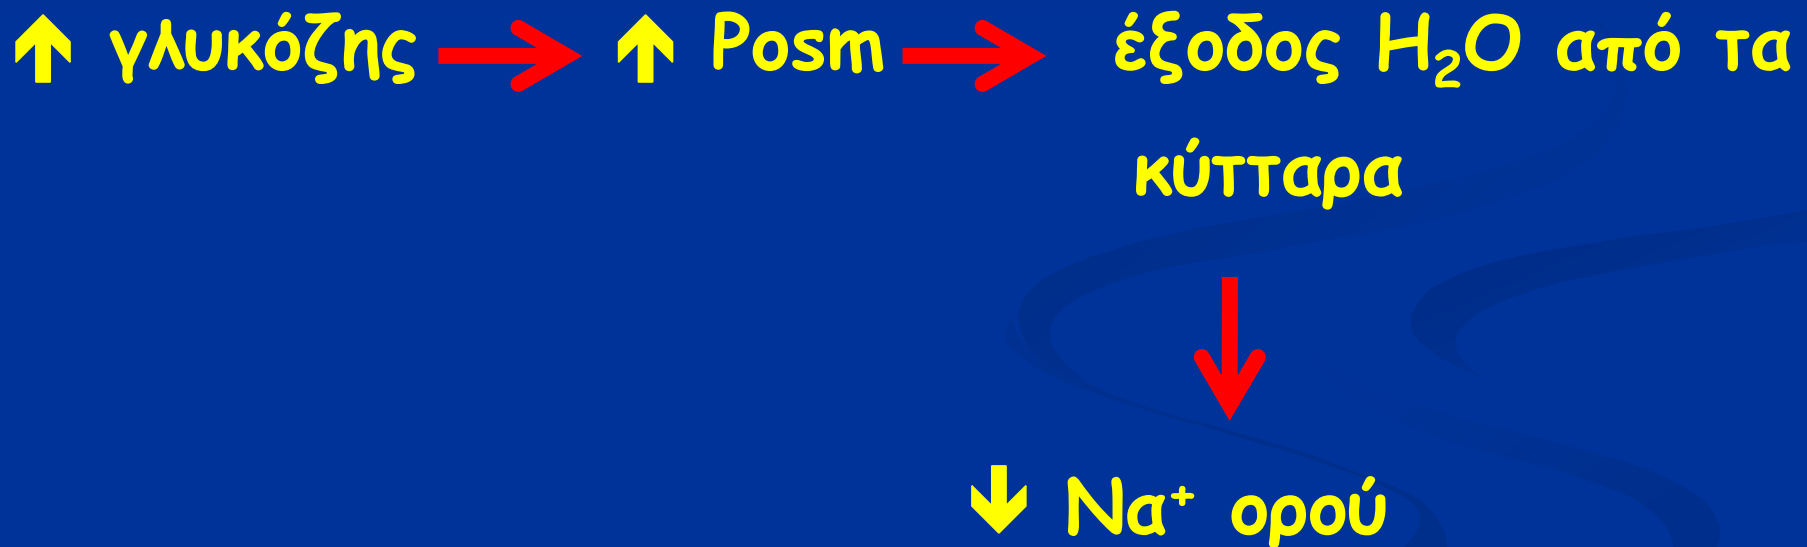 ↑ γλυκόζης → ↑ Posm → έξοδος H₂O από τα
κύτταρα
↓
↓ Να⁺ ορού